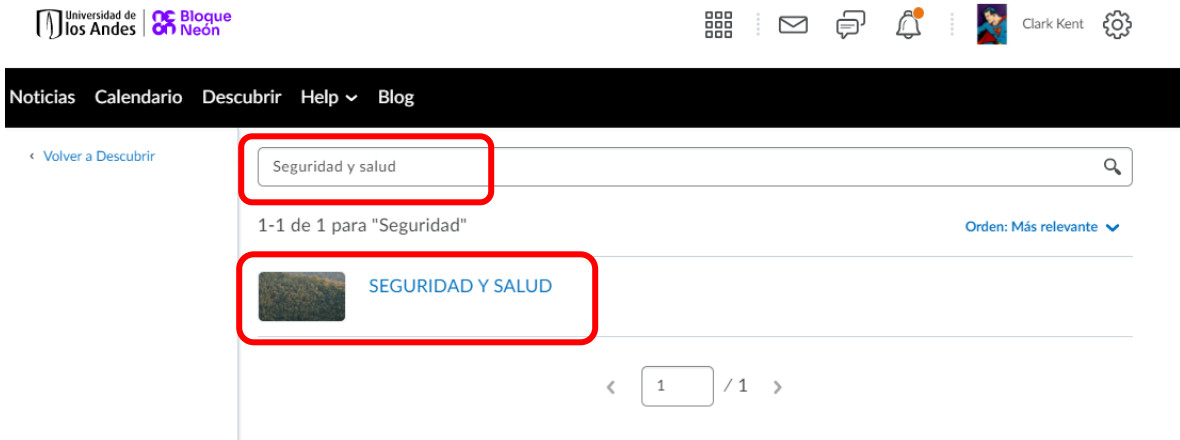 Universidad de
los Andes
Bloque
Neón
Clark Kent
Noticias Calendario Descubrir Help Blog
Volver a Descubrir
Seguridad y salud
1-1 de 1 para "Seguridad"
Orden: Más relevante
SEGURIDAD Y SALUD
1 / 1